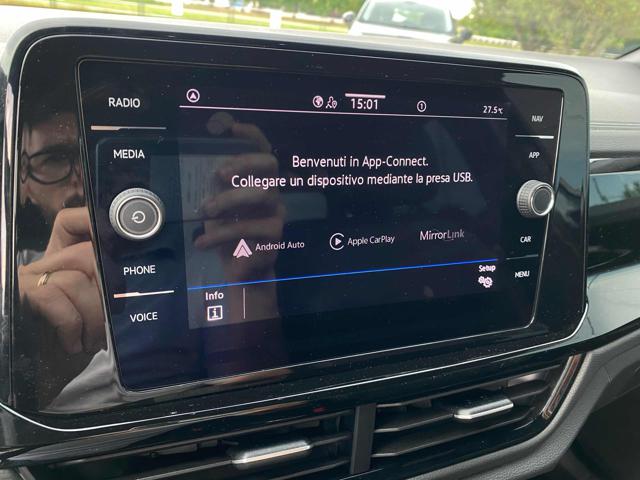 RADIO
MEDIA
PHONE
VOICE
15:01
27.5°C
Benvenuti in App-Connect.
Collegare un dispositivo mediante la presa USB.
Android Auto
Apple CarPlay
MirrorLink
Info
Setup
NAV
APP
CAR
MENU